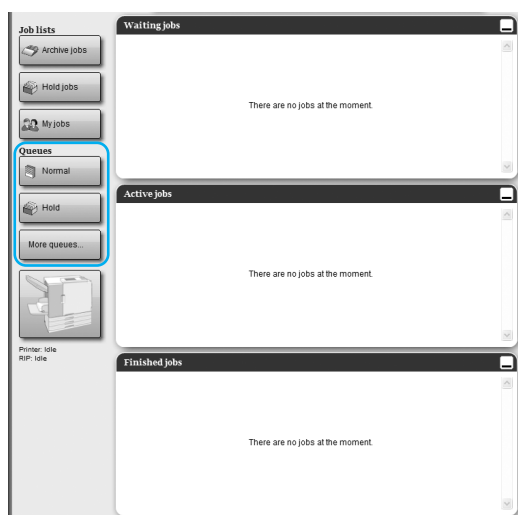 Job lists
Archive jobs
Hold jobs
My jobs
Queues
Normal
Hold
More queues...
Printer: Idle
RIP: Idle
Waiting jobs
There are no jobs at the moment.
Active jobs
There are no jobs at the moment.
Finished jobs
There are no jobs at the moment.